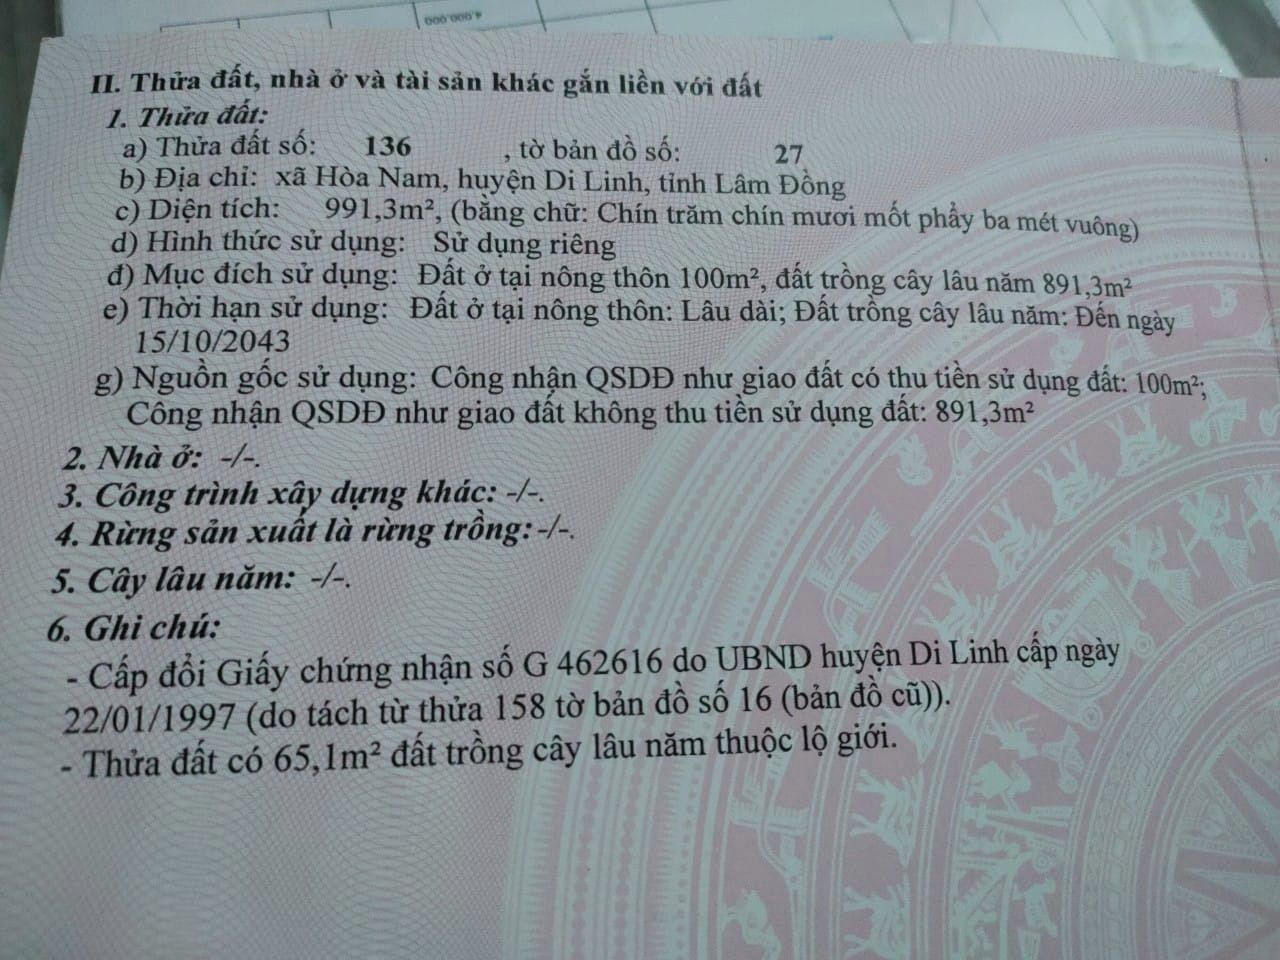 4.000.000
II. Thửa đất, nhà ở và tài sản khác gắn liền với đất
1. Thửa đất:
a) Thửa đất số: 136 , tờ bản đồ số: 27
b) Địa chỉ: xã Hòa Nam, huyện Di Linh, tỉnh Lâm Đồng
c) Diện tích: 991,3m², (bằng chữ: Chín trăm chín mươi mốt phẩy ba mét vuông)
d) Hình thức sử dụng: Sử dụng riêng
đ) Mục đích sử dụng: Đất ở tại nông thôn 100m², đất trồng cây lâu năm 891,3m²
e) Thời hạn sử dụng: Đất ở tại nông thôn: Lâu dài; Đất trồng cây lâu năm: Đến ngày
15/10/2043
g) Nguồn gốc sử dụng: Công nhận QSDĐ như giao đất có thu tiền sử dụng đất: 100m²;
Công nhận QSDĐ như giao đất không thu tiền sử dụng đất: 891,3m²
2. Nhà ở: -/-.
3. Công trình xây dựng khác: -/-.
4. Rừng sản xuất là rừng trồng: -/-.
5. Cây lâu năm: -/-.
6. Ghi chú:
- Cấp đổi Giấy chứng nhận số G 462616 do UBND huyện Di Linh cấp ngày
22/01/1997 (do tách từ thửa 158 tờ bản đồ số 16 (bản đồ cũ)).
- Thửa đất có 65,1m² đất trồng cây lâu năm thuộc lộ giới.